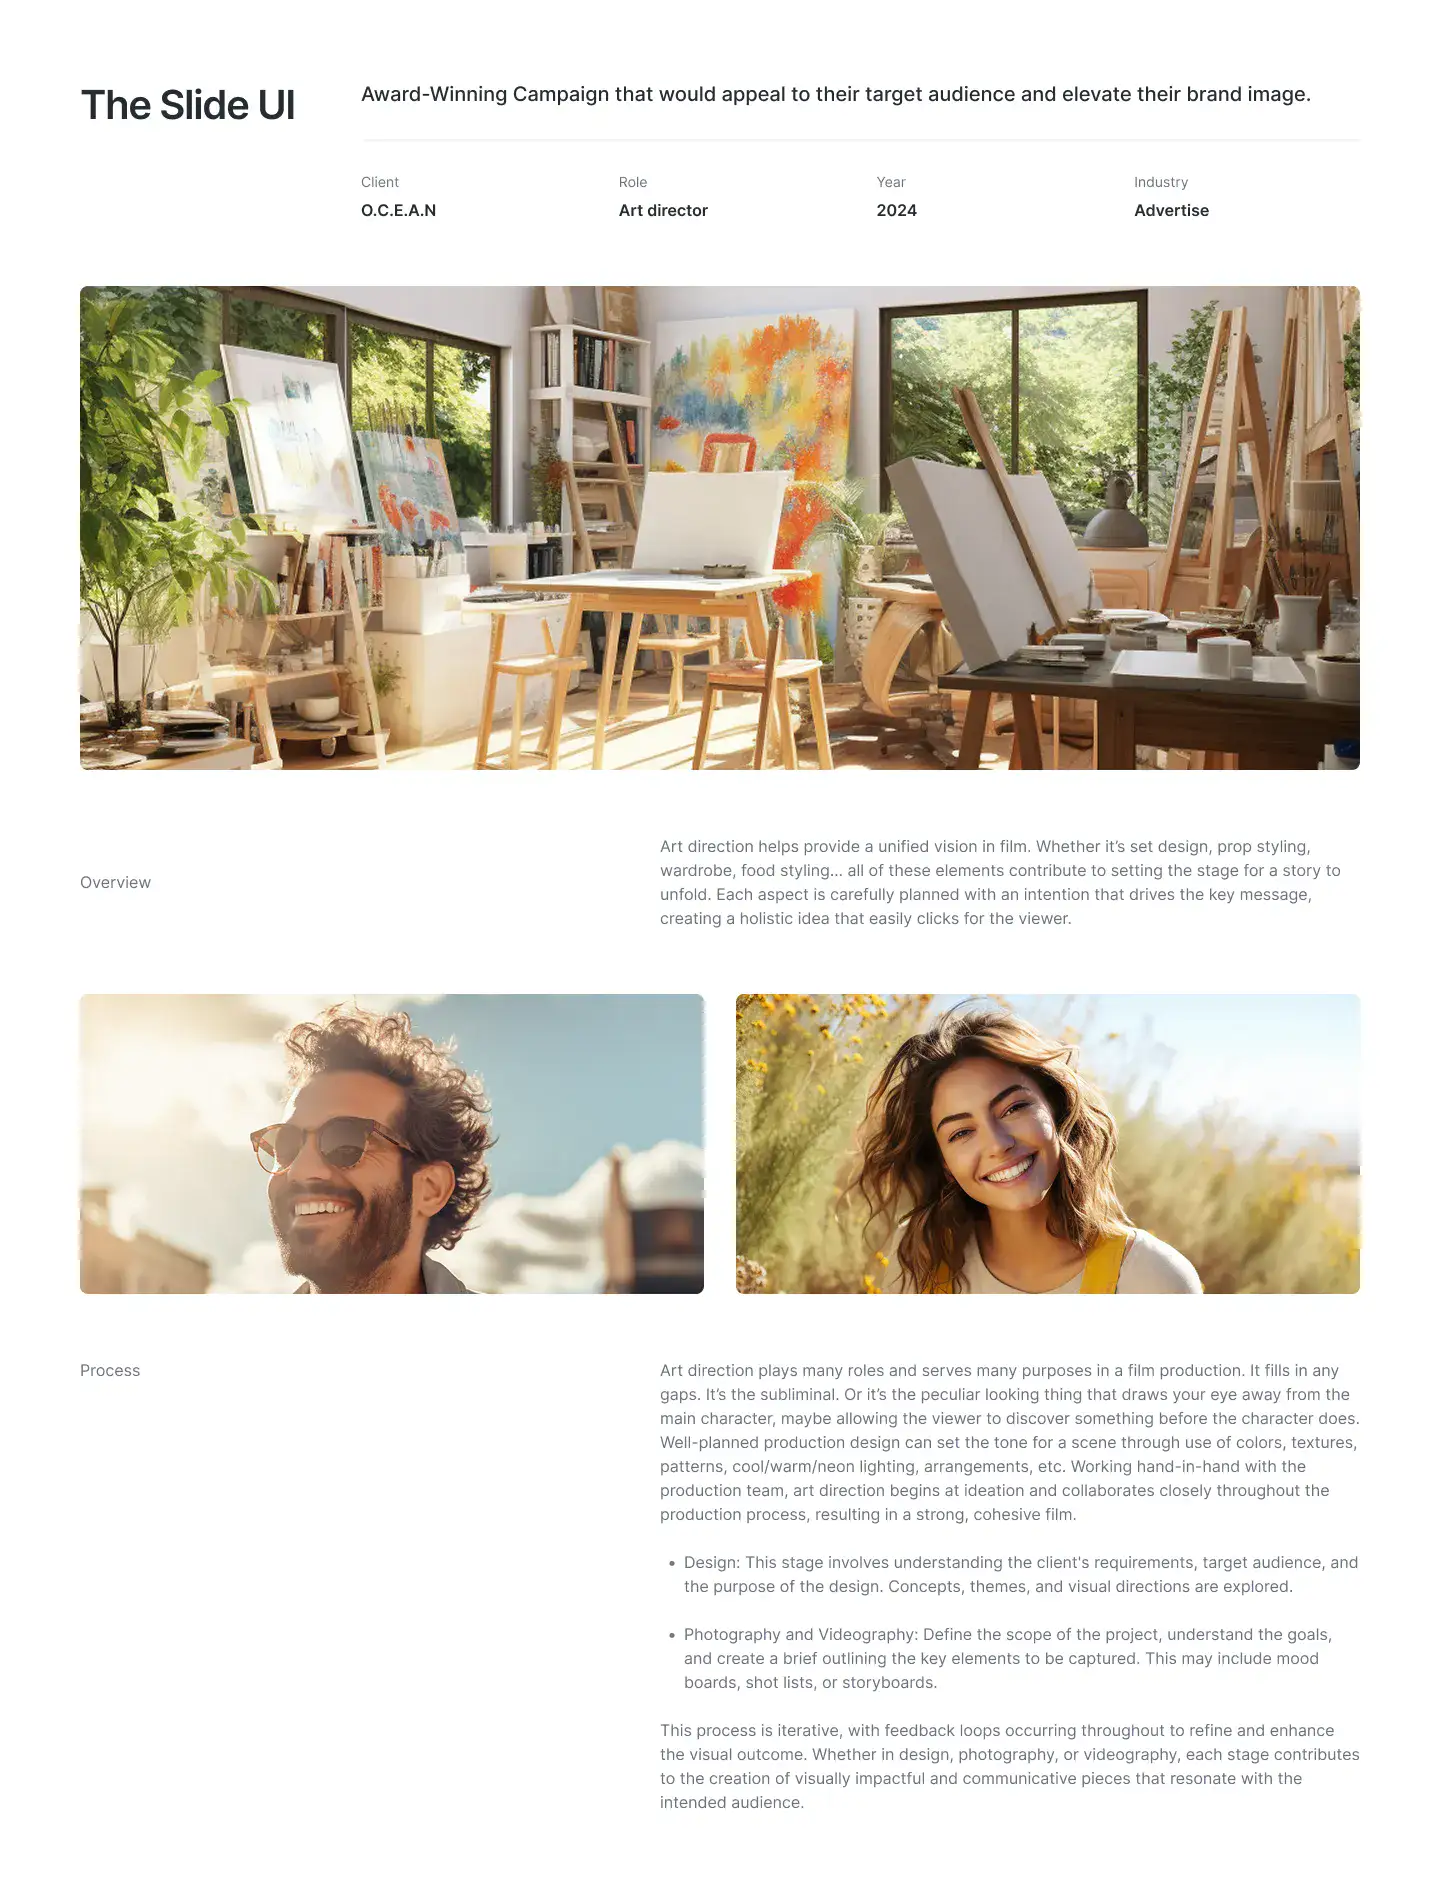 The Slide UI
Award-Winning Campaign that would appeal to their target audience and elevate their brand image.
Client
O.C.E.A.N
Role
Art director
Year
2024
Industry
Advertise
Overview
Art direction helps provide a unified vision in film. Whether it’s set design, prop styling,
wardrobe, food styling... all of these elements contribute to setting the stage for a story to
unfold. Each aspect is carefully planned with an intention that drives the key message,
creating a holistic idea that easily clicks for the viewer.
Process
Art direction plays many roles and serves many purposes in a film production. It fills in any
gaps. It’s the subliminal. Or it’s the peculiar looking thing that draws your eye away from the
main character, maybe allowing the viewer to discover something before the character does.
Well-planned production design can set the tone for a scene through use of colors, textures,
patterns, cool/warm/neon lighting, arrangements, etc. Working hand-in-hand with the
production team, art direction begins at ideation and collaborates closely throughout the
production process, resulting in a strong, cohesive film.
• Design: This stage involves understanding the client's requirements, target audience, and
the purpose of the design. Concepts, themes, and visual directions are explored.
• Photography and Videography: Define the scope of the project, understand the goals,
and create a brief outlining the key elements to be captured. This may include mood
boards, shot lists, or storyboards.
This process is iterative, with feedback loops occurring throughout to refine and enhance
the visual outcome. Whether in design, photography, or videography, each stage contributes
to the creation of visually impactful and communicative pieces that resonate with the
intended audience.